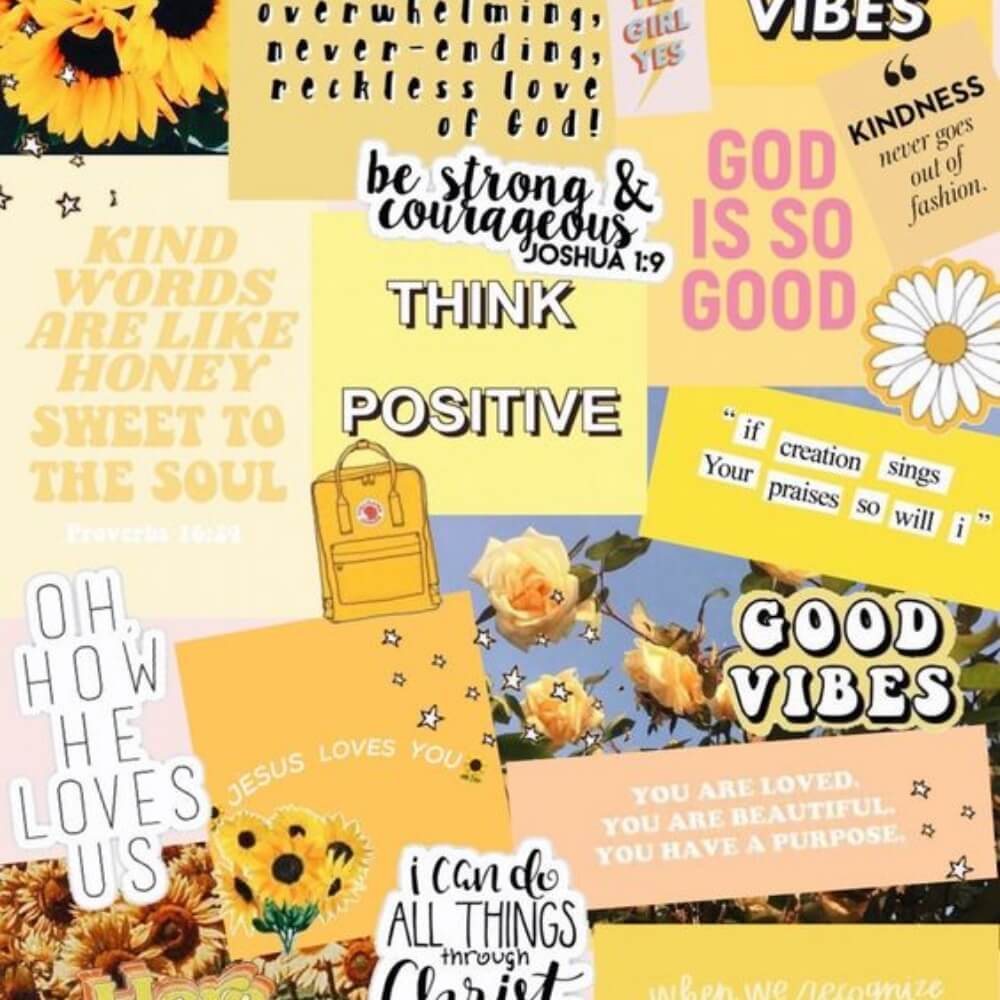 overwhelming,
never-ending,
reckless love
of God!
GIRL
YES
VIBES
“
KINDNESS
never goes
out of
fashion.
be strong &
courageous
JOSHUA 1:9
GOD
IS SO
GOOD
KIND
WORDS
ARE LIKE
HONEY
SWEET TO
THE SOUL
Proverbs 16:24
THINK
POSITIVE
“if creation sings
Your praises so will i”
OH,
HOW
HE
LOVES
US
GOOD
VIBES
JESUS LOVES YOU
YOU ARE LOVED.
YOU ARE BEAUTIFUL.
YOU HAVE A PURPOSE.
i can do
ALL THINGS
through
Christ
when we recognize